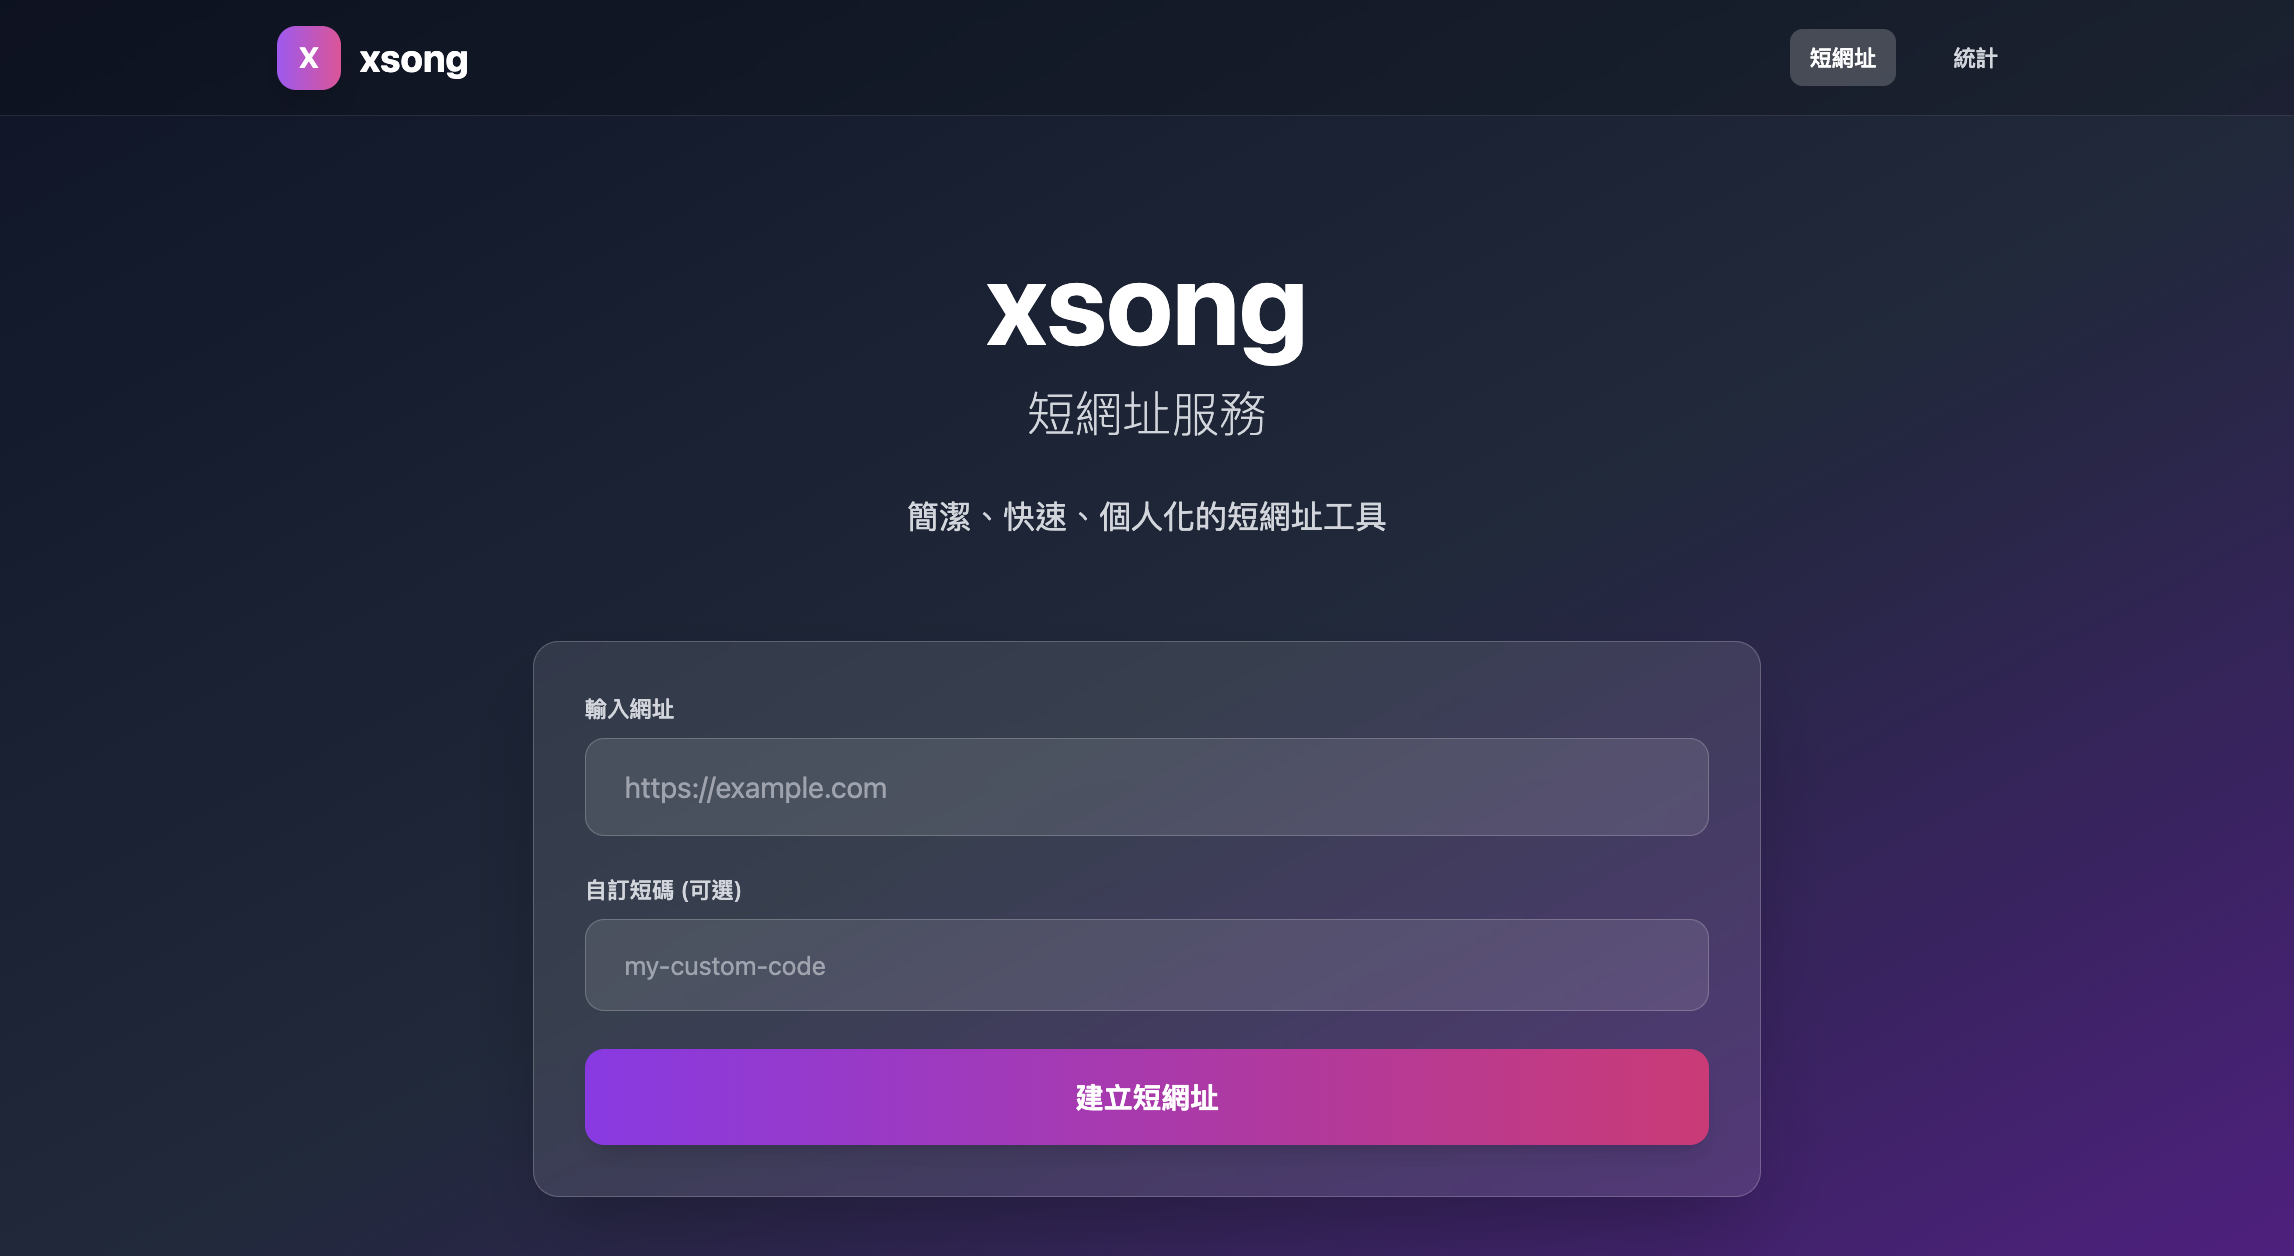 X xsong
短網址
統計
xsong
短網址服務
簡潔、快速、個人化的短網址工具
輸入網址
https://example.com
自訂短碼 (可選)
my-custom-code
建立短網址